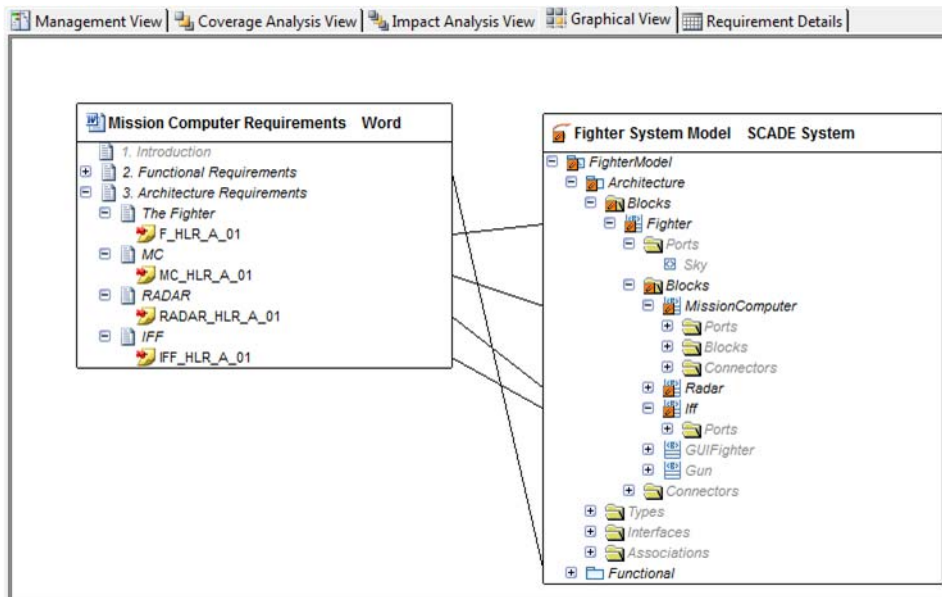 Management View Coverage Analysis View Impact Analysis View Graphical View Requirement Details
Mission Computer Requirements Word
1. Introduction
2. Functional Requirements
3. Architecture Requirements
The Fighter
F_HLR_A_01
MC
MC_HLR_A_01
RADAR
RADAR_HLR_A_01
IFF
IFF_HLR_A_01
Fighter System Model SCADE System
FighterModel
Architecture
Blocks
Fighter
Ports
Sky
Blocks
MissionComputer
Ports
Blocks
Connectors
Radar
Iff
Ports
GUIFighter
Gun
Connectors
Types
Interfaces
Associations
Functional